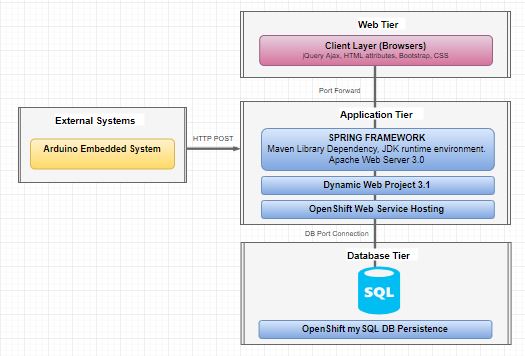 Web Tier
Client Layer (Browsers)
jQuery Ajax, HTML attributes, Bootstrap, CSS
Port Forward
External Systems
Arduino Embedded System
HTTP POST
Application Tier
SPRING FRAMEWORK
Maven Library Dependency, JDK runtime environment.
Apache Web Server 3.0
Dynamic Web Project 3.1
OpenShift Web Service Hosting
DB Port Connection
Database Tier
SQL
OpenShift mySQL DB Persistence